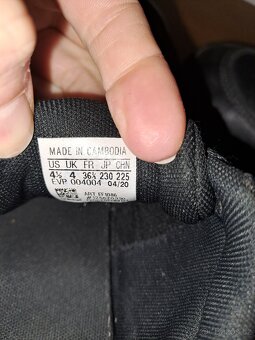 MADE IN CAMBODIA
US UK FR JP CHN
4½ 4 36⅔ 230 225
EVP 004004 04/20